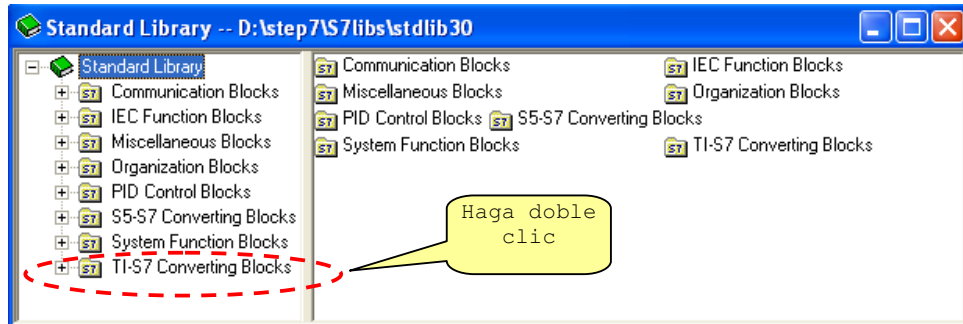 Standard Library -- D:\step7\S7libs\stdlib30
Standard Library
Communication Blocks
IEC Function Blocks
Miscellaneous Blocks
Organization Blocks
PID Control Blocks
S5-S7 Converting Blocks
System Function Blocks
TI-S7 Converting Blocks
Communication Blocks IEC Function Blocks
Miscellaneous Blocks Organization Blocks
PID Control Blocks S5-S7 Converting Blocks
System Function Blocks TI-S7 Converting Blocks
Haga doble
clic